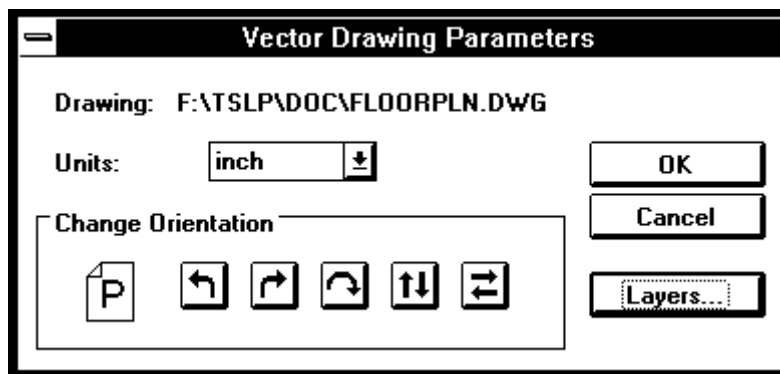 Vector Drawing Parameters
Drawing: F:\TSLP\DOC\FLOORPLN.DWG
Units: inch
OK
Change Orientation
Cancel
P
Layers...